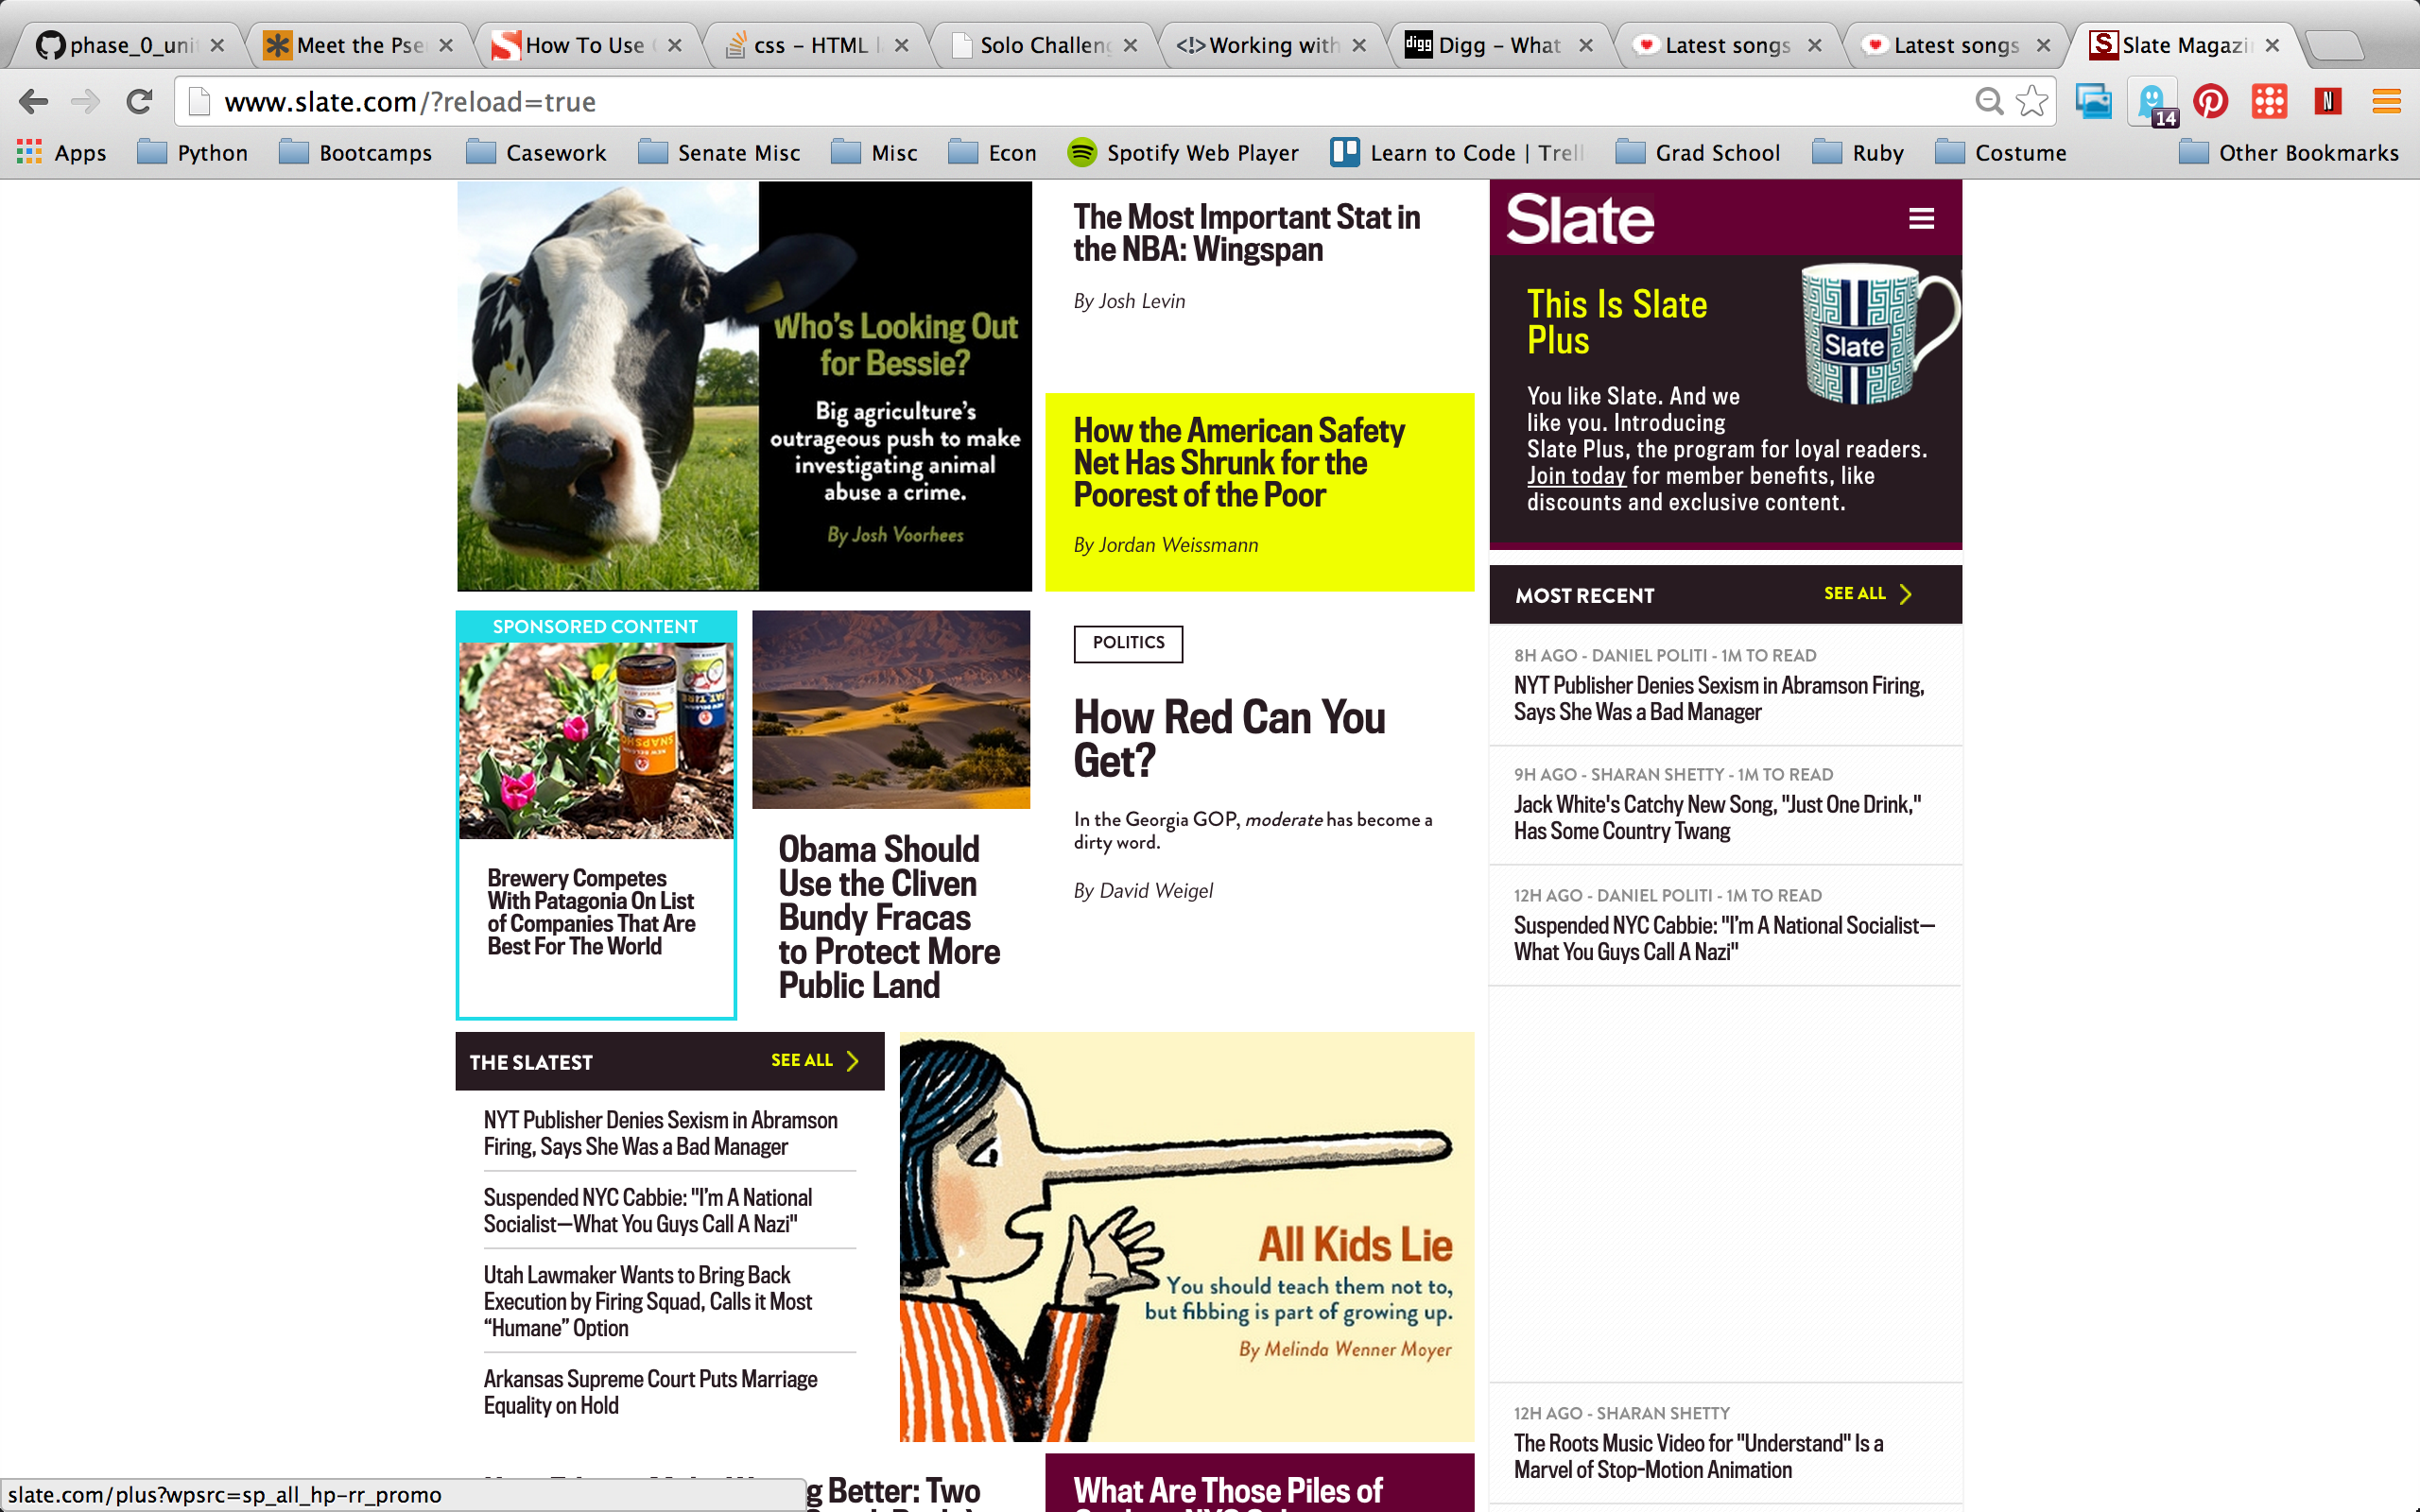 phase_0_uni
Meet the Pse
How To Use
css – HTML
Solo Challeng
<!> Working with
digg Digg – What
Latest songs
Latest songs
S Slate Magazi
www.slate.com/?reload=true
14
N
Apps
Python
Bootcamps
Casework
Senate Misc
Misc
Econ
Spotify Web Player
Learn to Code | Trell
Grad School
Ruby
Costume
Other Bookmarks
Who's Looking Out
for Bessie?
Big agriculture's
outrageous push to make
investigating animal
abuse a crime.
By Josh Voorhees
The Most Important Stat in
the NBA: Wingspan
By Josh Levin
How the American Safety
Net Has Shrunk for the
Poorest of the Poor
By Jordan Weissmann
SPONSORED CONTENT
SNAPSHOT
FAT TIRE
Brewery Competes
With Patagonia On List
of Companies That Are
Best For The World
Obama Should
Use the Cliven
Bundy Fracas
to Protect More
Public Land
POLITICS
How Red Can You
Get?
In the Georgia GOP, moderate has become a
dirty word.
By David Weigel
THE SLATEST
SEE ALL
NYT Publisher Denies Sexism in Abramson
Firing, Says She Was a Bad Manager
Suspended NYC Cabbie: "I'm A National
Socialist—What You Guys Call A Nazi"
Utah Lawmaker Wants to Bring Back
Execution by Firing Squad, Calls it Most
“Humane” Option
Arkansas Supreme Court Puts Marriage
Equality on Hold
All Kids Lie
You should teach them not to,
but fibbing is part of growing up.
By Melinda Wenner Moyer
Better: Two
What Are Those Piles of
Slate
This Is Slate
Plus
Slate
You like Slate. And we
like you. Introducing
Slate Plus, the program for loyal readers.
Join today for member benefits, like
discounts and exclusive content.
MOST RECENT
SEE ALL
8H AGO - DANIEL POLITI - 1M TO READ
NYT Publisher Denies Sexism in Abramson Firing,
Says She Was a Bad Manager
9H AGO - SHARAN SHETTY - 1M TO READ
Jack White's Catchy New Song, "Just One Drink,"
Has Some Country Twang
12H AGO - DANIEL POLITI - 1M TO READ
Suspended NYC Cabbie: "I'm A National Socialist—
What You Guys Call A Nazi"
12H AGO - SHARAN SHETTY
The Roots Music Video for "Understand" Is a
Marvel of Stop-Motion Animation
slate.com/plus?wpsrc=sp_all_hp-rr_promo